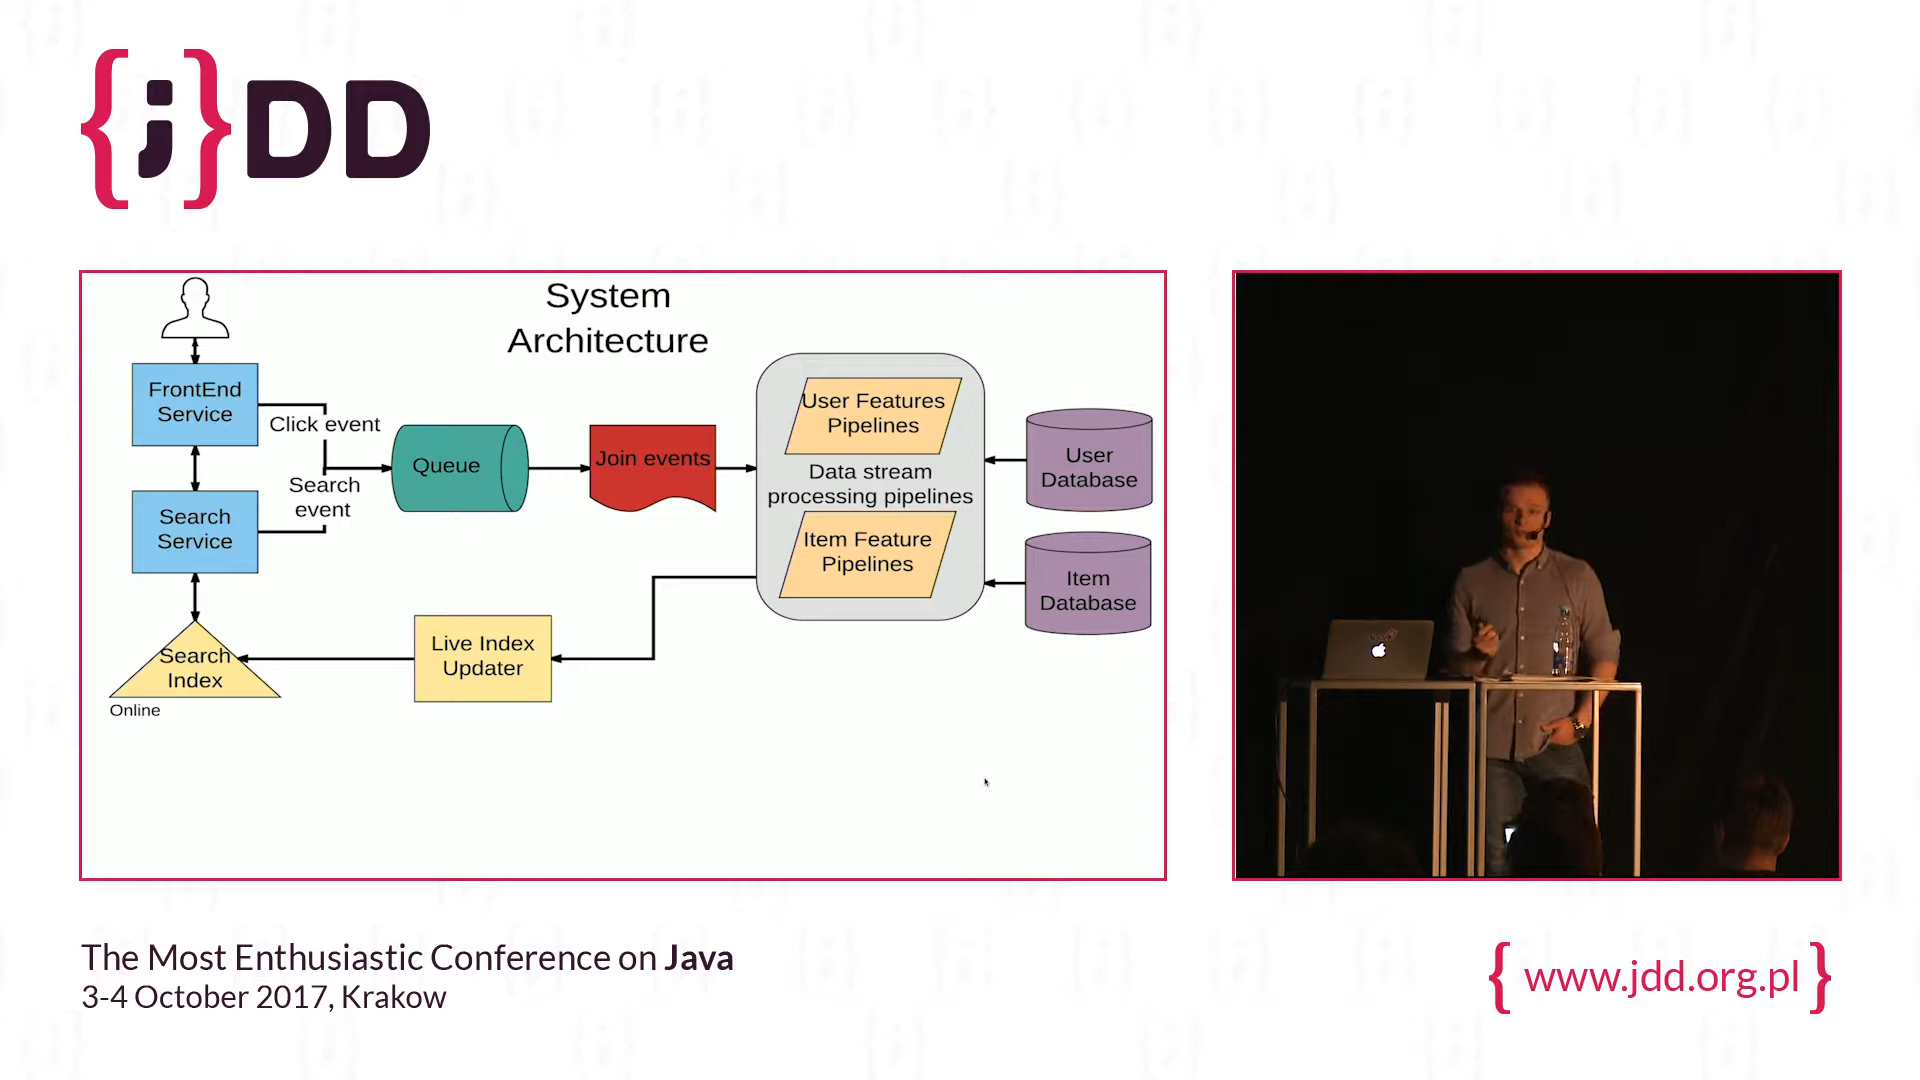 {;}DD
System
Architecture
FrontEnd
Service
Click event
Search
event
Search
Service
Queue
Join events
User Features
Pipelines
Data stream
processing pipelines
Item Feature
Pipelines
User
Database
Item
Database
Live Index
Updater
Search
Index
Online
The Most Enthusiastic Conference on Java
3-4 October 2017, Krakow
{ www.jdd.org.pl }